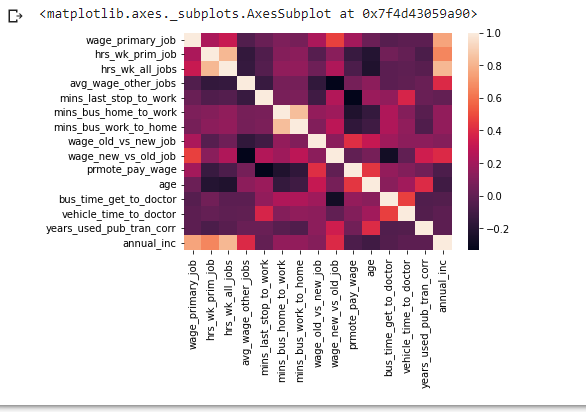 <matplotlib.axes._subplots.AxesSubplot at 0x7f4d43059a90>
wage_primary_job
hrs_wk_prim_job
hrs_wk_all_jobs
avg_wage_other_jobs
mins_last_stop_to_work
mins_bus_home_to_work
mins_bus_work_to_home
wage_old_vs_new_job
wage_new_vs_old_job
prmote_pay_wage
age
bus_time_get_to_doctor
vehicle_time_to_doctor
years_used_pub_tran_corr
annual_inc
1.0
0.8
0.6
0.4
0.2
0.0
−0.2
wage_primary_job
hrs_wk_prim_job
hrs_wk_all_jobs
avg_wage_other_jobs
mins_last_stop_to_work
mins_bus_home_to_work
mins_bus_work_to_home
wage_old_vs_new_job
wage_new_vs_old_job
prmote_pay_wage
age
bus_time_get_to_doctor
vehicle_time_to_doctor
years_used_pub_tran_corr
annual_inc